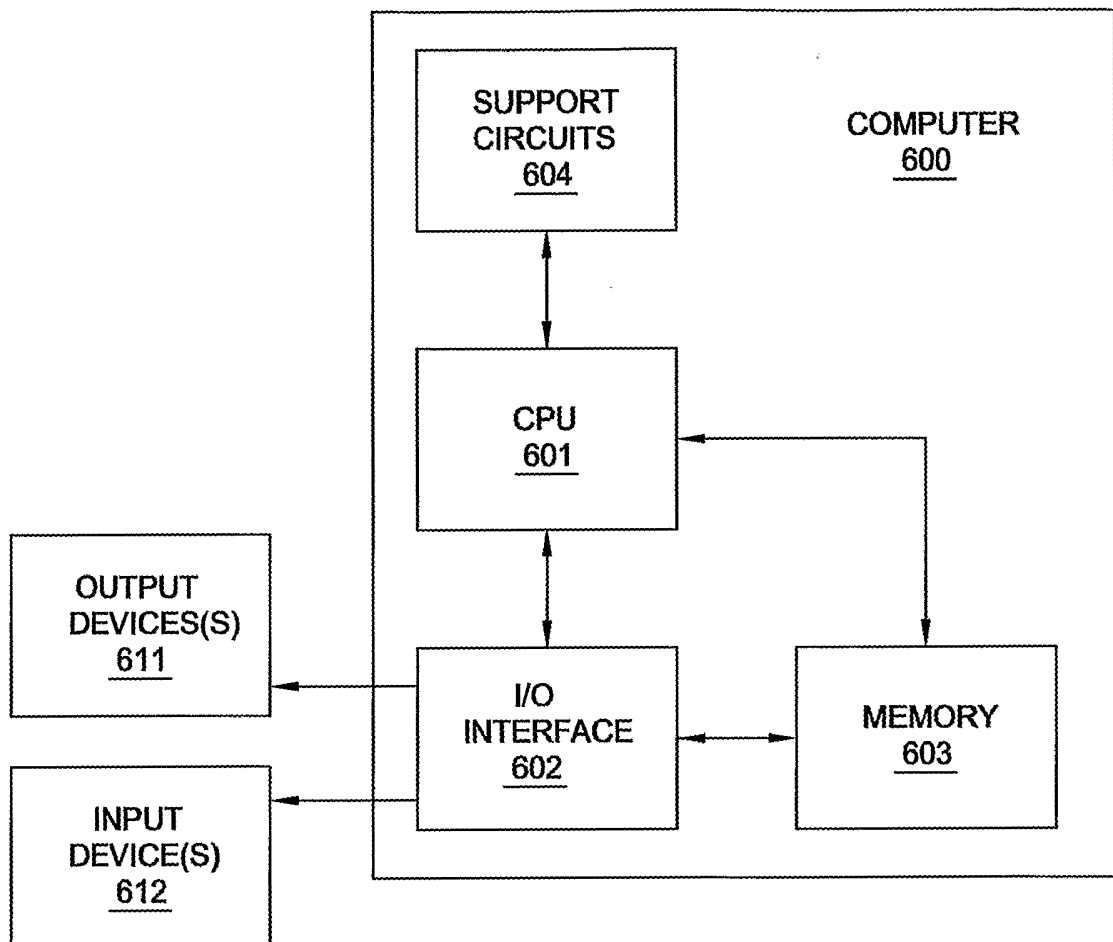 SUPPORT
CIRCUITS
604
COMPUTER
600
CPU
601
OUTPUT
DEVICES(S)
611
I/O
INTERFACE
602
MEMORY
603
INPUT
DEVICE(S)
612